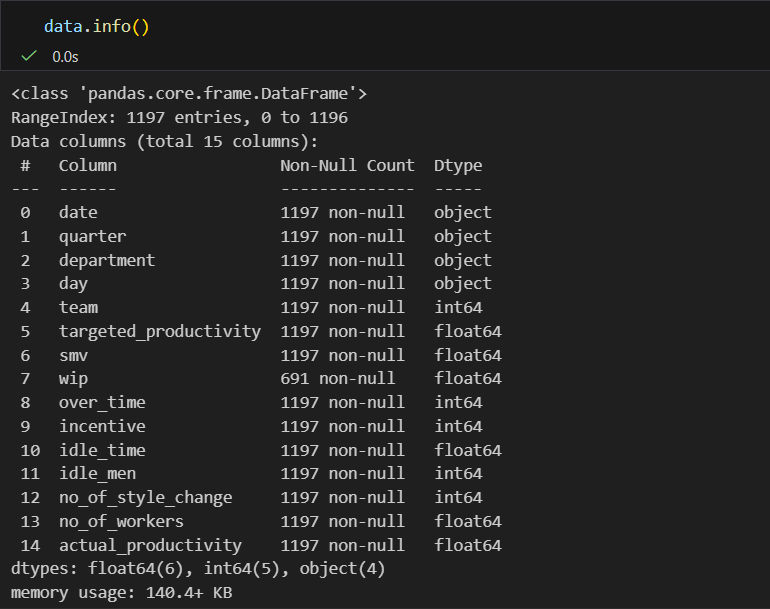 data.info()
0.0s
<class 'pandas.core.frame.DataFrame'>
RangeIndex: 1197 entries, 0 to 1196
Data columns (total 15 columns):
 #   Column                 Non-Null Count  Dtype
---  ------                 --------------  -----
 0   date                   1197 non-null   object
 1   quarter                1197 non-null   object
 2   department             1197 non-null   object
 3   day                    1197 non-null   object
 4   team                   1197 non-null   int64
 5   targeted_productivity  1197 non-null   float64
 6   smv                    1197 non-null   float64
 7   wip                    691 non-null    float64
 8   over_time              1197 non-null   int64
 9   incentive              1197 non-null   int64
 10  idle_time              1197 non-null   float64
 11  idle_men               1197 non-null   int64
 12  no_of_style_change     1197 non-null   int64
 13  no_of_workers          1197 non-null   float64
 14  actual_productivity    1197 non-null   float64
dtypes: float64(6), int64(5), object(4)
memory usage: 140.4+ KB